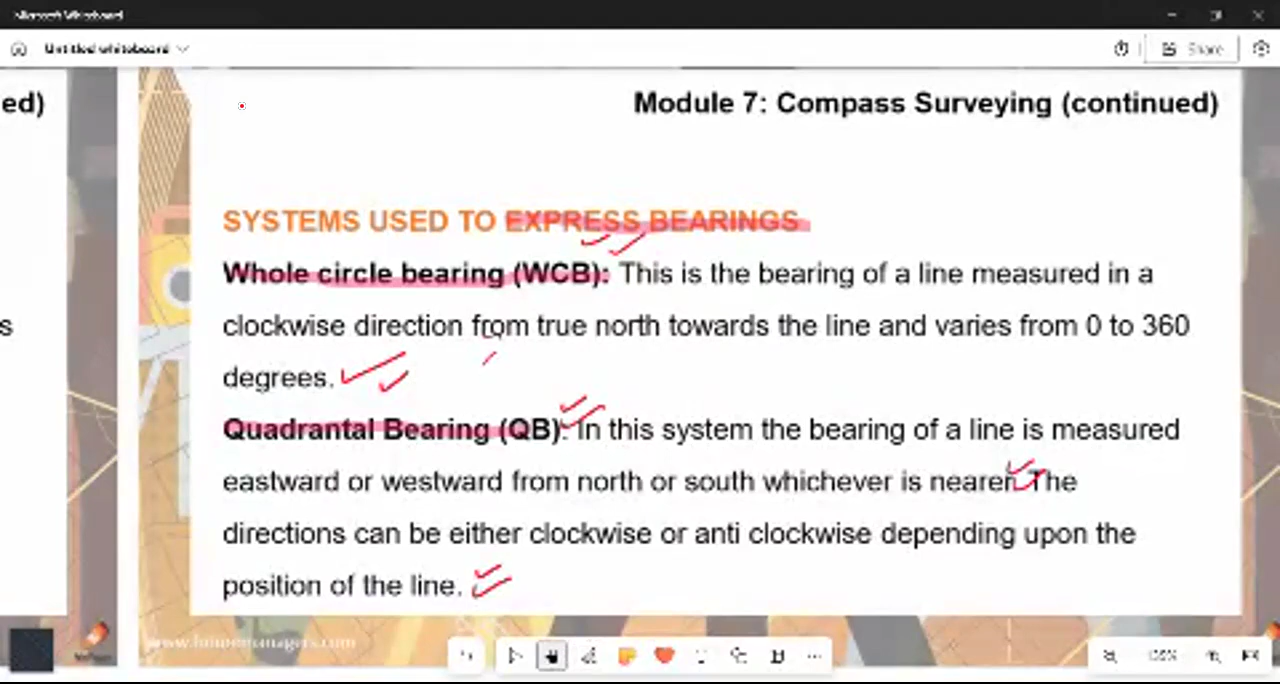 Microsoft Whiteboard
Untitled whiteboard
Share
ed)
Module 7: Compass Surveying (continued)
SYSTEMS USED TO EXPRESS BEARINGS
Whole circle bearing (WCB): This is the bearing of a line measured in a
clockwise direction from true north towards the line and varies from 0 to 360
s
degrees.
Quadrantal Bearing (QB): In this system the bearing of a line is measured
eastward or westward from north or south whichever is nearer. The
directions can be either clockwise or anti clockwise depending upon the
position of the line.